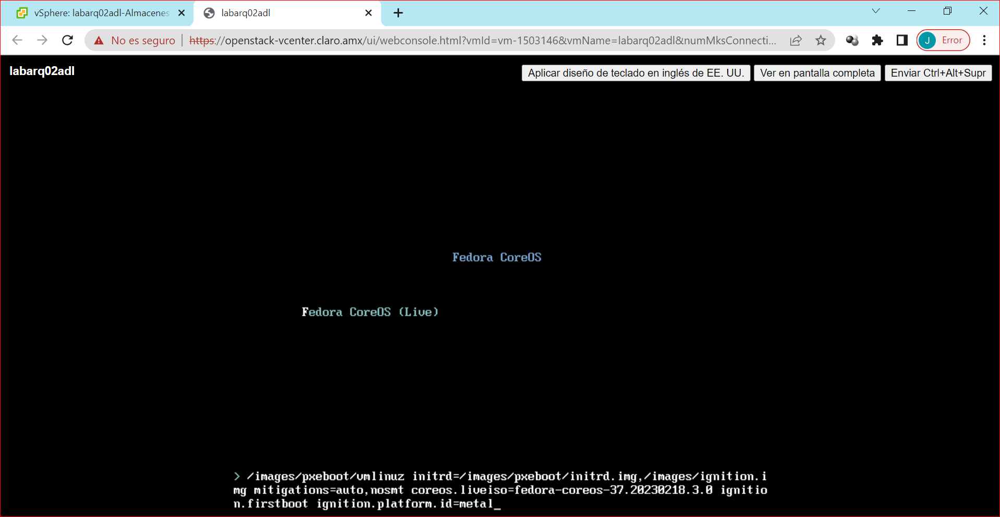 vSphere: labarq02adl-Almacenes
labarq02adl
No es seguro | https://openstack-vcenter.claro.amx/ui/webconsole.html?vmId=vm-1503146&vmName=labarq02adl&numMksConnecti...
J Error
labarq02adl
Aplicar diseño de teclado en inglés de EE. UU.
Ver en pantalla completa
Enviar Ctrl+Alt+Supr
Fedora CoreOS
Fedora CoreOS (Live)
> /images/pxeboot/vmlinuz initrd=/images/pxeboot/initrd.img,/images/ignition.i
mg mitigations=auto,nosmt coreos.liveiso=fedora-coreos-37.20230218.3.0 ignitio
n.firstboot ignition.platform.id=metal_